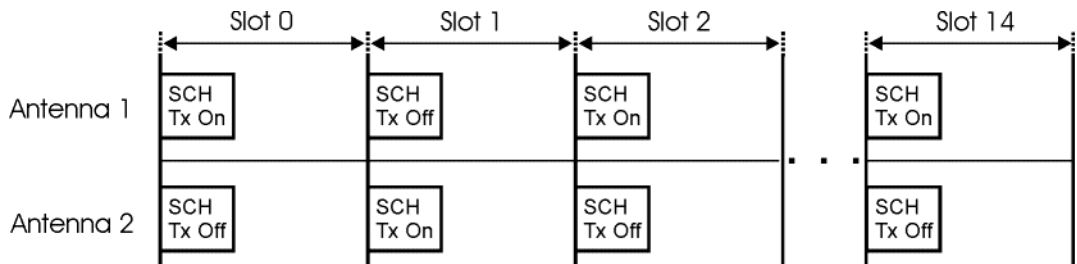 Slot 0 Slot 1 Slot 2 Slot 14
Antenna 1
SCH Tx On
SCH Tx Off
SCH Tx On
SCH Tx On
Antenna 2
SCH Tx Off
SCH Tx On
SCH Tx Off
SCH Tx Off